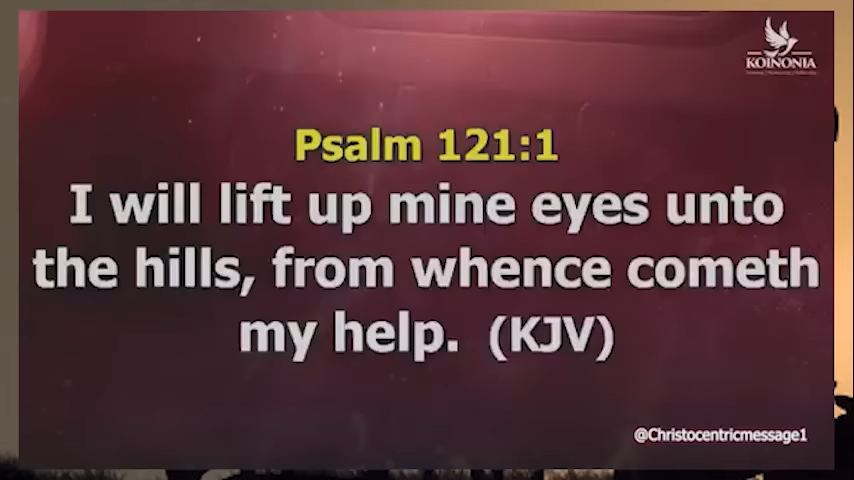 KOINONIA
Psalm 121:1
I will lift up mine eyes unto
the hills, from whence cometh
my help. (KJV)
@Christocentricmessage1